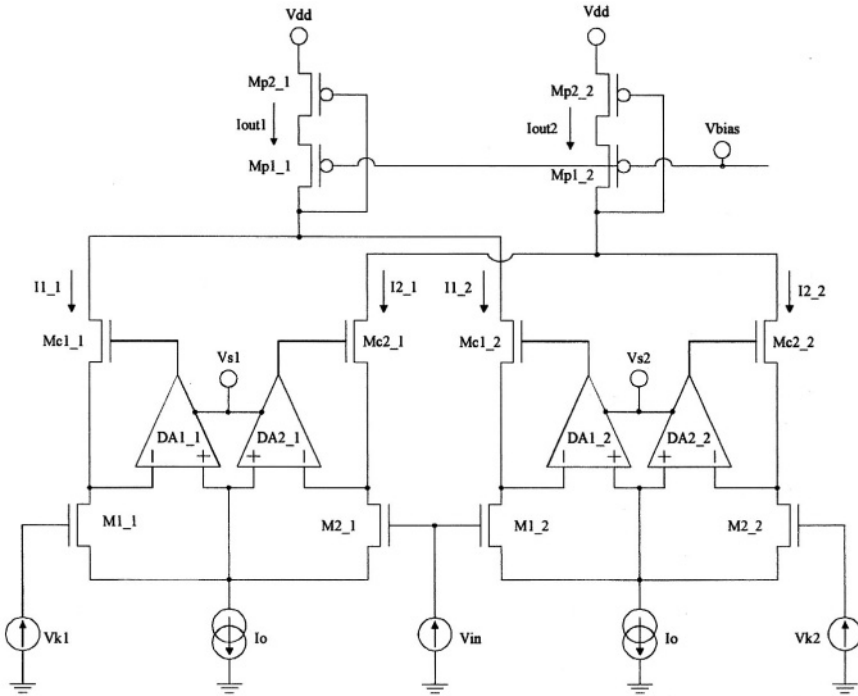 Vdd
Vdd
Mp2_1
Mp2_2
Iout1
Iout2
Vbias
Mp1_1
Mp1_2
I1_1
I2_1
I1_2
I2_2
Mc1_1
Vs1
Mc2_1
Mc1_2
Vs2
Mc2_2
DA1_1
DA2_1
DA1_2
DA2_2
− +
+ −
− +
+ −
M1_1
M2_1
M1_2
M2_2
Vk1
Io
Vin
Io
Vk2